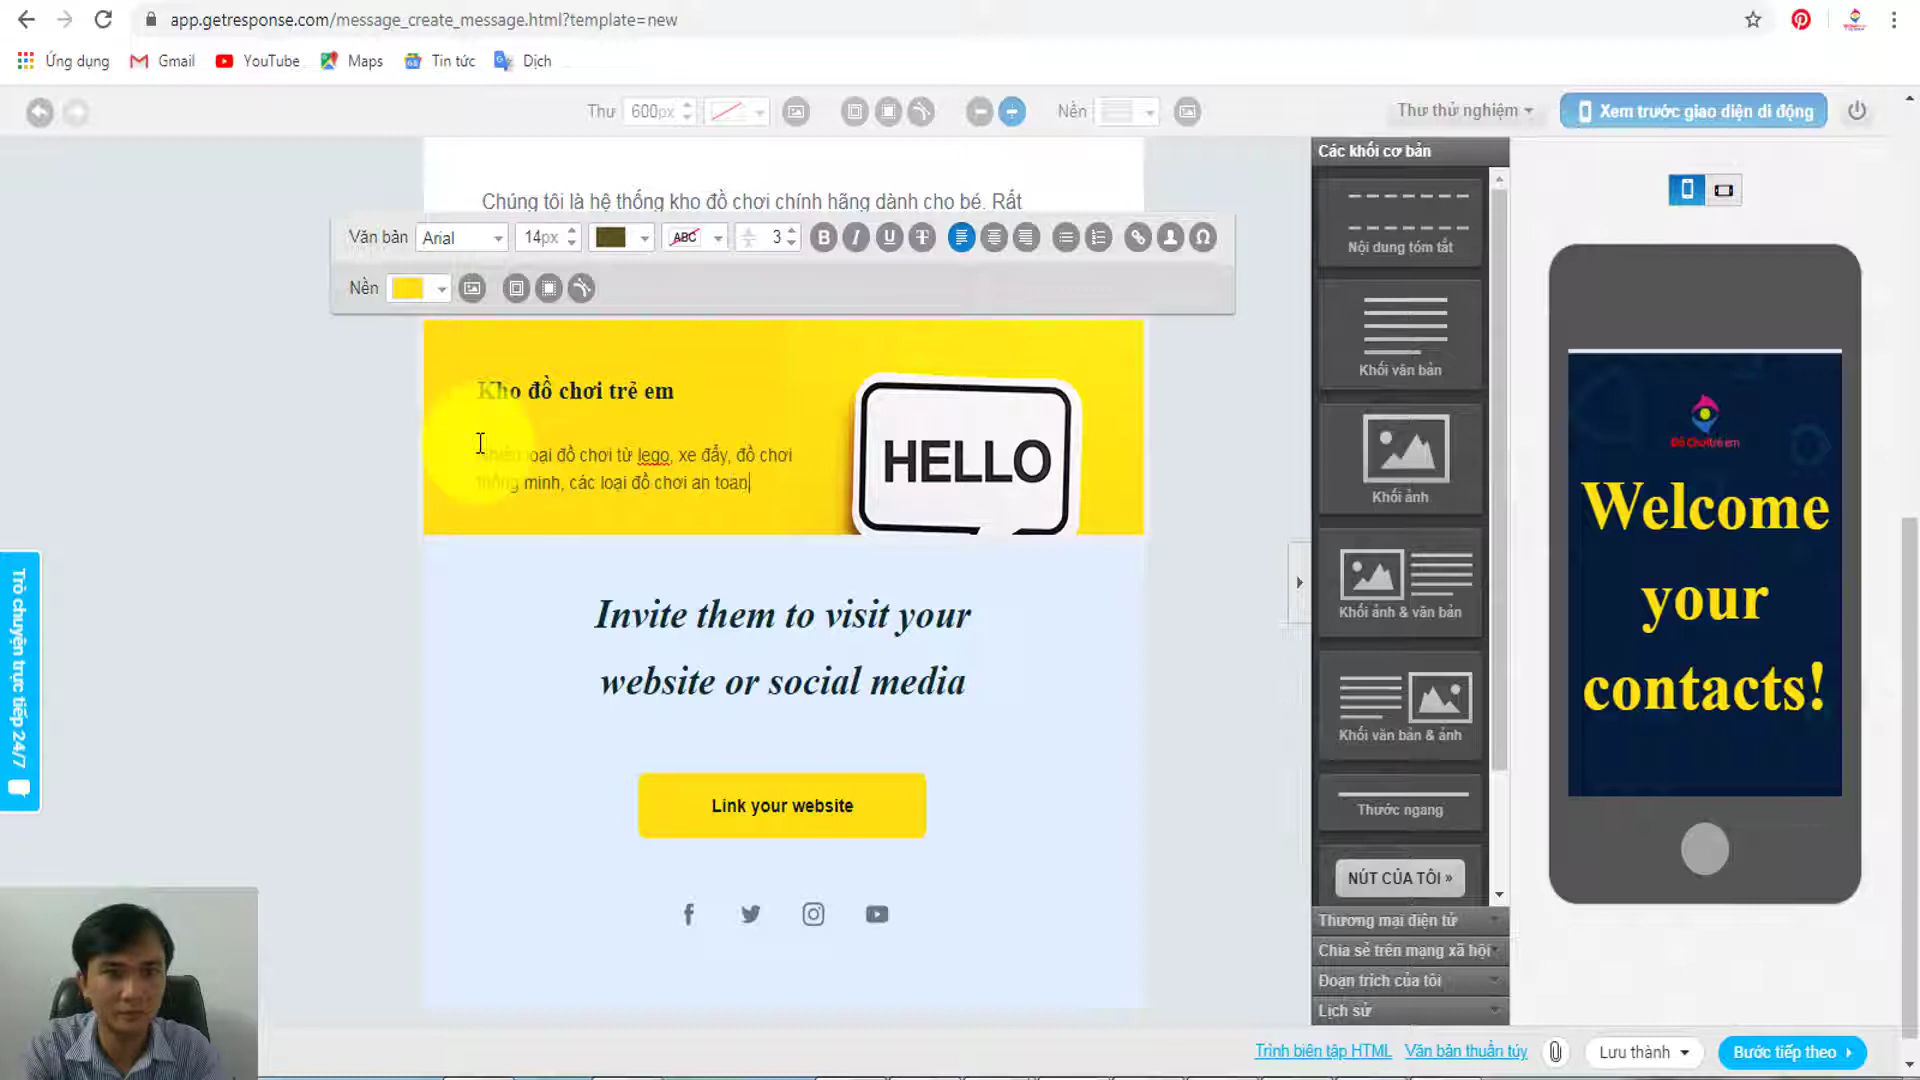 app.getresponse.com/message_create_message.html?template=new
Ứng dụng
Gmail
YouTube
Maps
Tin tức
Dịch
Thư
600px
Nền
Thư thử nghiệm
Xem trước giao diện di động
Chúng tôi là hệ thống kho đồ chơi chính hãng dành cho bé. Rất
Văn bản
Arial
14px
ABC
3
B
I
U
T
Ω
Nền
Kho đồ chơi trẻ em
Nhiều loại đồ chơi từ lego, xe đẩy, đồ chơi
thông minh, các loại đồ chơi an toan
HELLO
Invite them to visit your
website or social media
Link your website
Trò chuyện trực tiếp 24/7
Các khối cơ bản
Nội dung tóm tắt
Khối văn bản
Khối ảnh
Khối ảnh & văn bản
Khối văn bản & ảnh
Thước ngang
NÚT CỦA TÔI »
Thương mại điện tử
Chia sẻ trên mạng xã hội
Đoạn trích của tôi
Lịch sử
Đồ Chơi trẻ em
Welcome
your
contacts!
Trình biên tập HTML
Văn bản thuần túy
Lưu thành
Bước tiếp theo